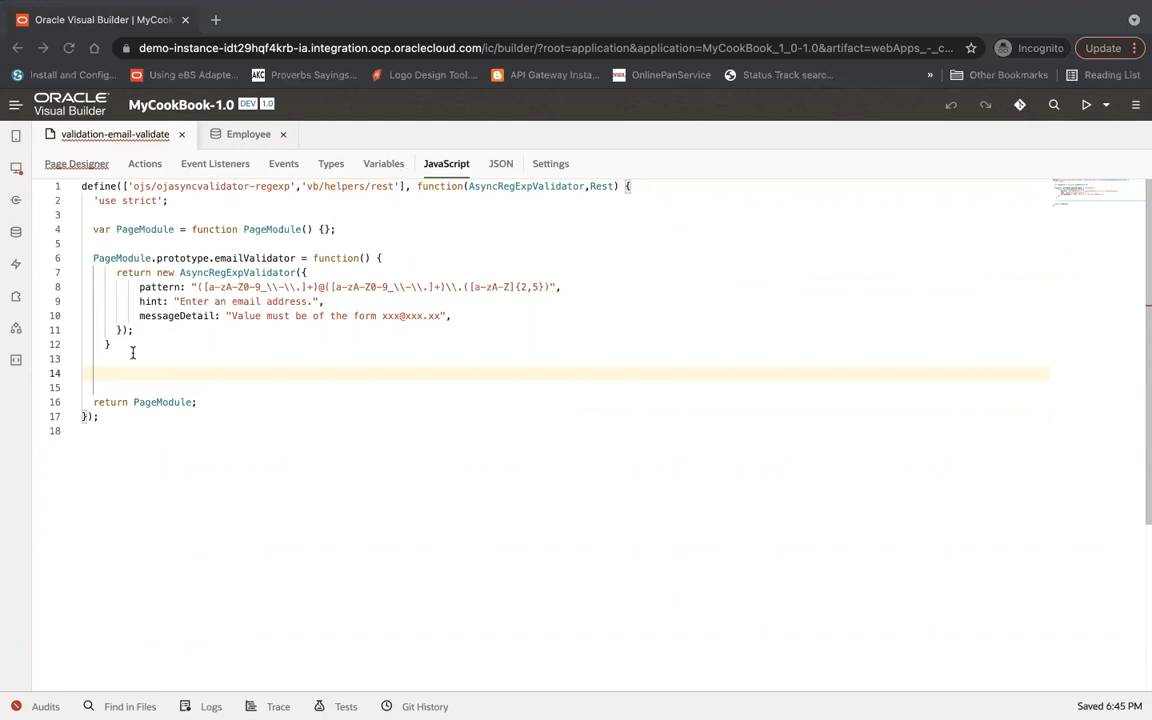 Oracle Visual Builder | MyCook
demo-instance-idt29hqf4krb-ia.integration.ocp.oraclecloud.com/ic/builder/?root=application&application=MyCookBook_1_0-1.0&artifact=webApps_-_c...
Incognito
Update
Install and Config...
Using eBS Adapte...
AKC
Proverbs Sayings...
Logo Design Tool...
API Gateway Insta...
NSDL
OnlinePanService
Status Track searc...
»
Other Bookmarks
Reading List
ORACLE
Visual Builder
MyCookBook-1.0
DEV
1.0
validation-email-validate
Employee
Page Designer
Actions
Event Listeners
Events
Types
Variables
JavaScript
JSON
Settings
1 define(['ojs/ojasyncvalidator-regexp','vb/helpers/rest'], function(AsyncRegExpValidator,Rest) {
2 'use strict';
3
4 var PageModule = function PageModule() {};
5
6 PageModule.prototype.emailValidator = function() {
7 return new AsyncRegExpValidator({
8 pattern: "([a-zA-Z0-9_\\-\\.]+)@([a-zA-Z0-9_\\-\\.]+)\\.([a-zA-Z]{2,5})",
9 hint: "Enter an email address.",
10 messageDetail: "Value must be of the form xxx@xxx.xx",
11 });
12 }
13
14
15
16 return PageModule;
17 });
18
Audits
Find in Files
Logs
Trace
Tests
Git History
Saved 6:45 PM